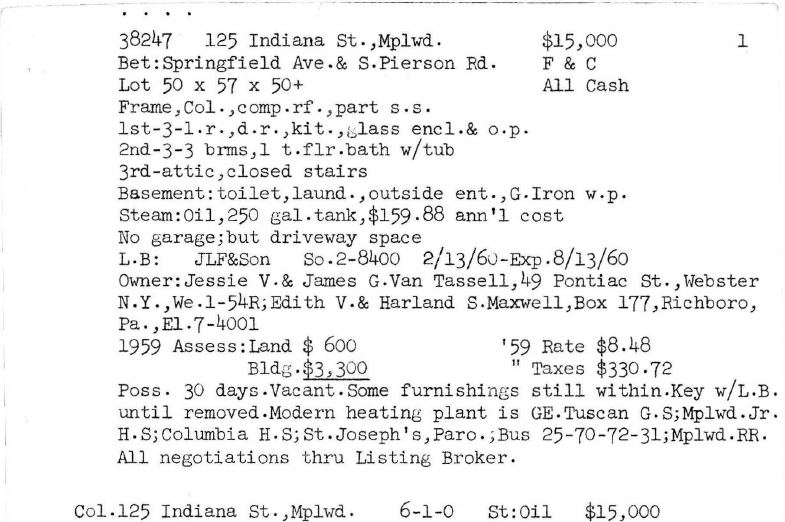 . . . .
38247 125 Indiana St.,Mplwd. $15,000 1
Bet:Springfield Ave.& S.Pierson Rd. F & C
Lot 50 x 57 x 50+ All Cash
Frame,Col.,comp.rf.,part s.s.
1st-3-l.r.,d.r.,kit.,glass encl.& o.p.
2nd-3-3 brms,1 t.flr.bath w/tub
3rd-attic,closed stairs
Basement:toilet,laund.,outside ent.,G.Iron w.p.
Steam:Oil,250 gal.tank,$159.88 ann'l cost
No garage;but driveway space
L.B: JLF&Son So.2-8400 2/13/60-Exp.8/13/60
Owner:Jessie V.& James G.Van Tassell,49 Pontiac St.,Webster
N.Y.,We.1-54R;Edith V.& Harland S.Maxwell,Box 177,Richboro,
Pa.,El.7-4001
1959 Assess:Land $ 600 '59 Rate $8.48
Bldg.$3,300 " Taxes $330.72
Poss. 30 days.Vacant.Some furnishings still within.Key w/L.B.
until removed.Modern heating plant is GE.Tuscan G.S;Mplwd.Jr.
H.S;Columbia H.S;St.Joseph's,Paro.;Bus 25-70-72-31;Mplwd.RR.
All negotiations thru Listing Broker.
Col.125 Indiana St.,Mplwd. 6-1-0 St:Oil $15,000